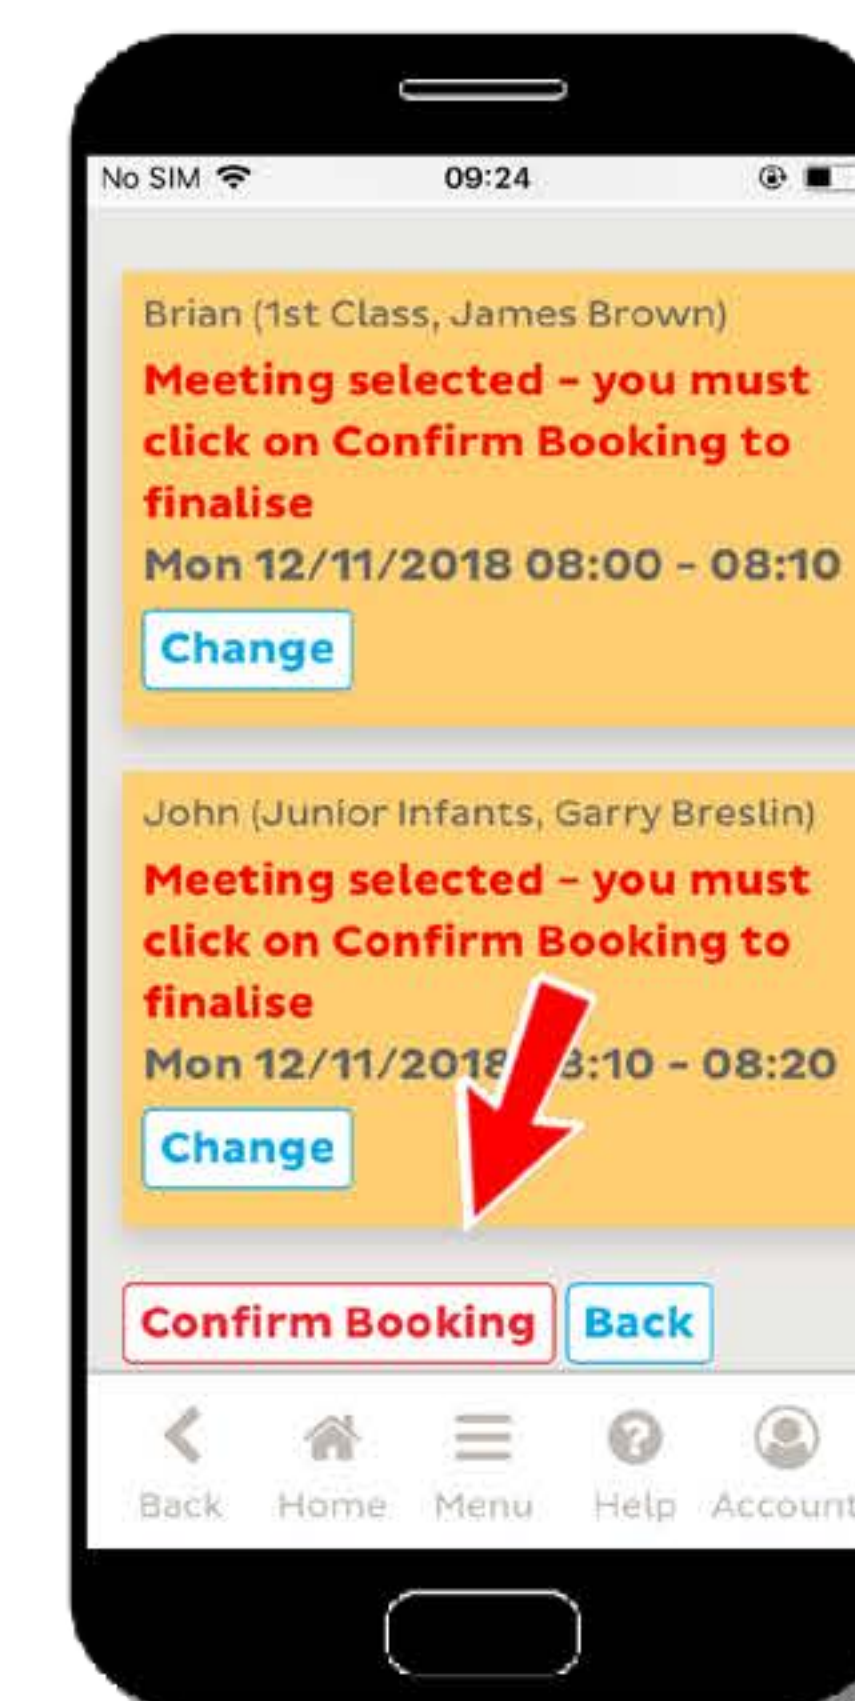 No SIM 09:24
Brian (1st Class, James Brown)
Meeting selected - you must
click on Confirm Booking to
finalise
Mon 12/11/2018 08:00 - 08:10
Change
John (Junior Infants, Garry Breslin)
Meeting selected - you must
click on Confirm Booking to
finalise
Mon 12/11/2018 :10 - 08:20
Change
Confirm Booking Back
Back Home Menu Help Account